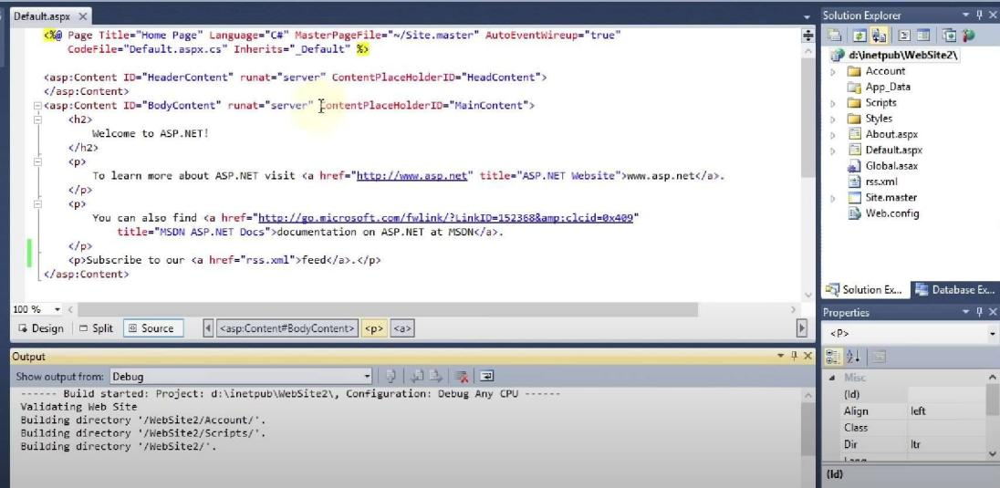 Default.aspx
<%@ Page Title="Home Page" Language="C#" MasterPageFile="~/Site.master" AutoEventWireup="true"
CodeFile="Default.aspx.cs" Inherits="_Default" %>
<asp:Content ID="HeaderContent" runat="server" ContentPlaceHolderID="HeadContent">
</asp:Content>
<asp:Content ID="BodyContent" runat="server" ContentPlaceHolderID="MainContent">
<h2>
Welcome to ASP.NET!
</h2>
<p>
To learn more about ASP.NET visit <a href="http://www.asp.net" title="ASP.NET Website">www.asp.net</a>.
</p>
<p>
You can also find <a href="http://go.microsoft.com/fwlink/?LinkID=152368&amp;clcid=0x409"
title="MSDN ASP.NET Docs">documentation on ASP.NET at MSDN</a>.
</p>
<p>Subscribe to our <a href="rss.xml">feed</a>.</p>
</asp:Content>
100 %
Design Split Source <asp:Content#BodyContent> <p> <a>
Output
Show output from: Debug
------ Build started: Project: d:\inetpub\WebSite2\, Configuration: Debug Any CPU ------
Validating Web Site
Building directory '/WebSite2/Account/'.
Building directory '/WebSite2/Scripts/'.
Building directory '/WebSite2/'.
Solution Explorer
d:\inetpub\WebSite2\
Account
App_Data
Scripts
Styles
About.aspx
Default.aspx
Global.asax
rss.xml
Site.master
Web.config
Solution Ex... Database Ex...
Properties
<P>
Misc
(Id)
Align left
Class
Dir ltr
Lang
(Id)